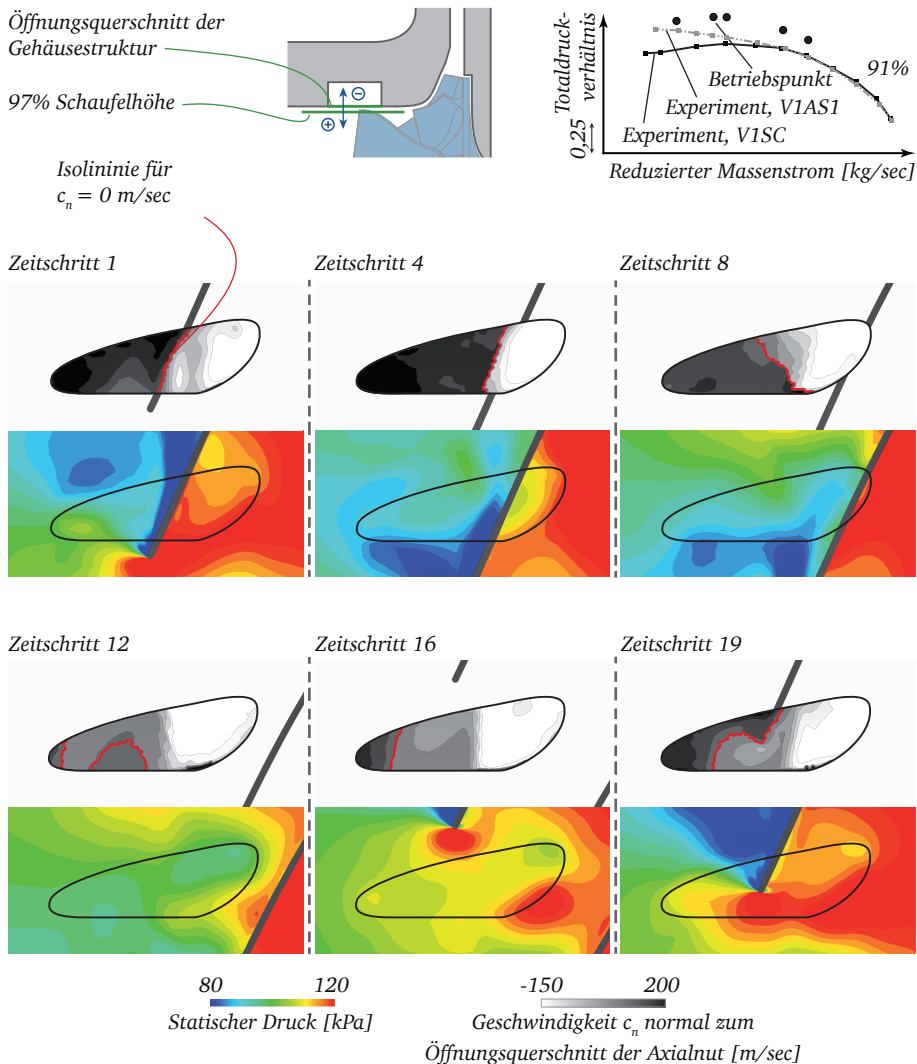 Öffnungsquerschnitt der
Gehäusestruktur
97% Schaufelhöhe
Isolininie für
c_n = 0 m/sec
Totaldruck-
verhältnis
0,25
91%
Betriebspunkt
Experiment, V1AS1
Experiment, V1SC
Reduzierter Massenstrom [kg/sec]
Zeitschritt 1
Zeitschritt 4
Zeitschritt 8
Zeitschritt 12
Zeitschritt 16
Zeitschritt 19
80 120
Statischer Druck [kPa]
-150 200
Geschwindigkeit c_n normal zum
Öffnungsquerschnitt der Axialnut [m/sec]